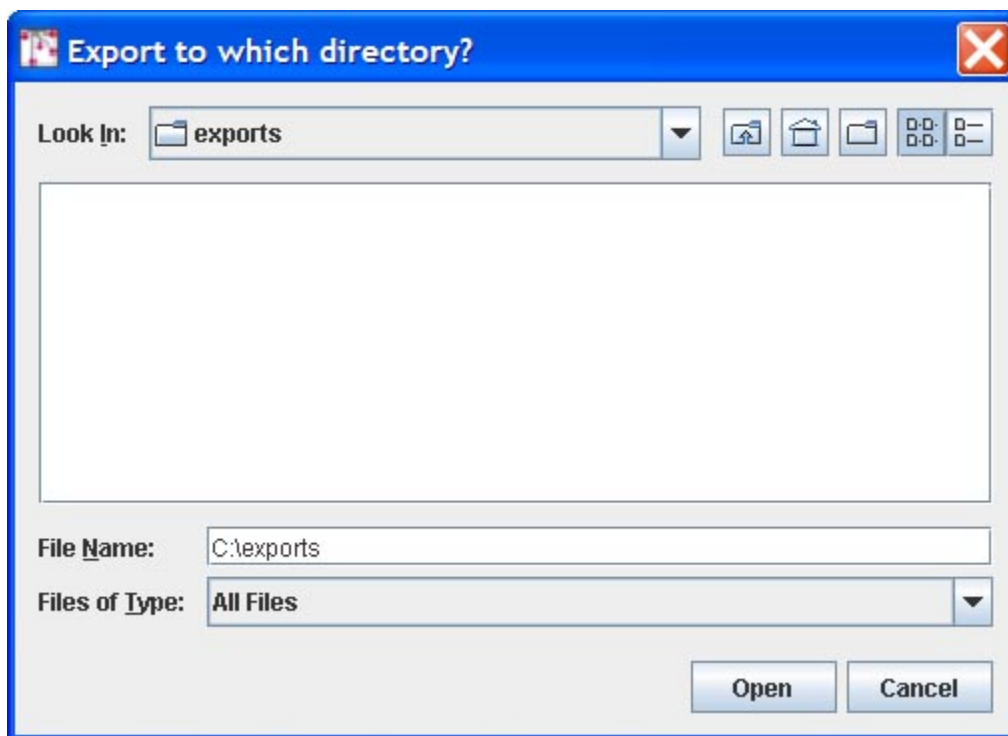 Export to which directory?
Look In: exports
File Name: C:\exports
Files of Type: All Files
Open Cancel